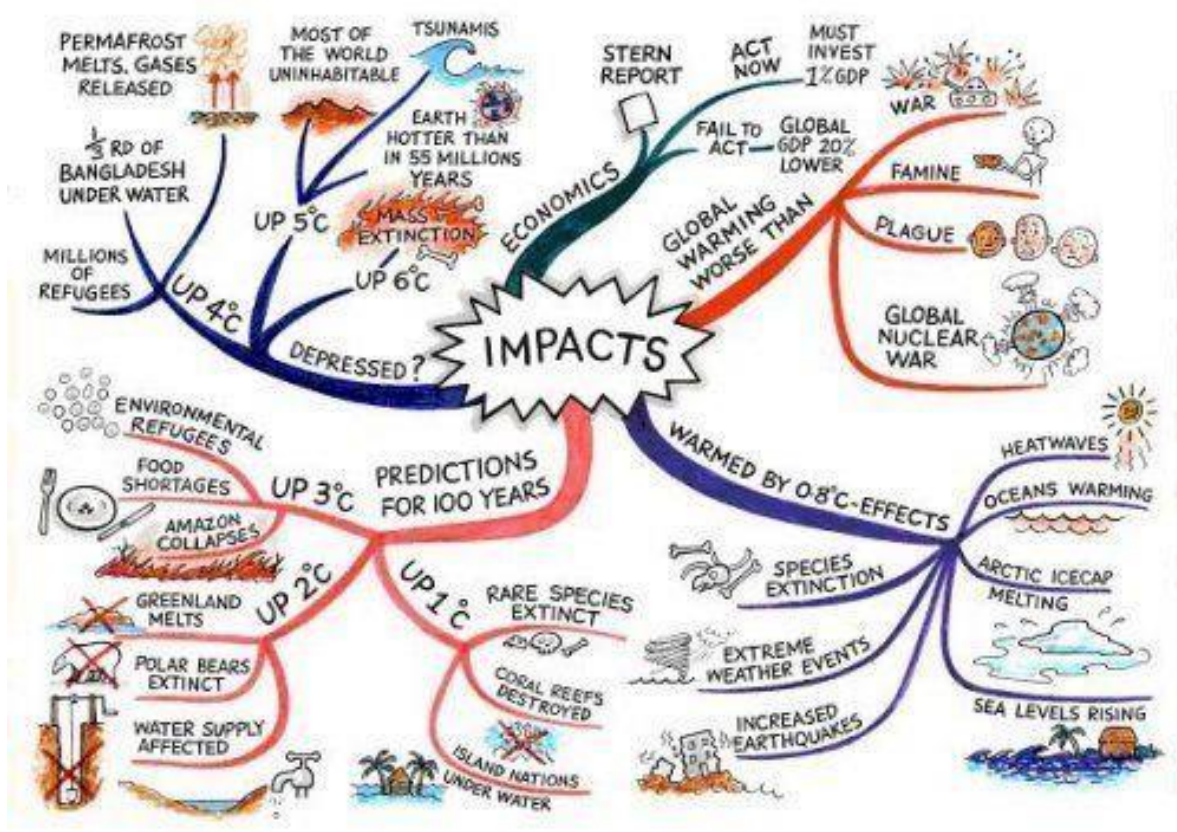 IMPACTS
ECONOMICS
STERN
REPORT
ACT
NOW
MUST
INVEST
1% GDP
FAIL TO
ACT
GLOBAL
GDP 20%
LOWER
GLOBAL
WARMING
WORSE THAN
WAR
FAMINE
PLAGUE
GLOBAL
NUCLEAR
WAR
WARMED BY 0.8°C-EFFECTS
HEATWAVES
OCEANS WARMING
ARCTIC ICECAP
MELTING
SEA LEVELS RISING
SPECIES
EXTINCTION
EXTREME
WEATHER EVENTS
INCREASED
EARTHQUAKES
PREDICTIONS
FOR 100 YEARS
UP 1°C
RARE SPECIES
EXTINCT
CORAL REEFS
DESTROYED
ISLAND NATIONS
UNDER WATER
UP 2°C
GREENLAND
MELTS
POLAR BEARS
EXTINCT
WATER SUPPLY
AFFECTED
UP 3°C
ENVIRONMENTAL
REFUGEES
FOOD
SHORTAGES
AMAZON
COLLAPSES
DEPRESSED?
UP 4°C
MILLIONS
OF
REFUGEES
1/3 RD OF
BANGLADESH
UNDER WATER
PERMAFROST
MELTS. GASES
RELEASED
UP 5°C
MOST OF
THE WORLD
UNINHABITABLE
TSUNAMIS
EARTH
HOTTER THAN
IN 55 MILLIONS
YEARS
UP 6°C
MASS
EXTINCTION